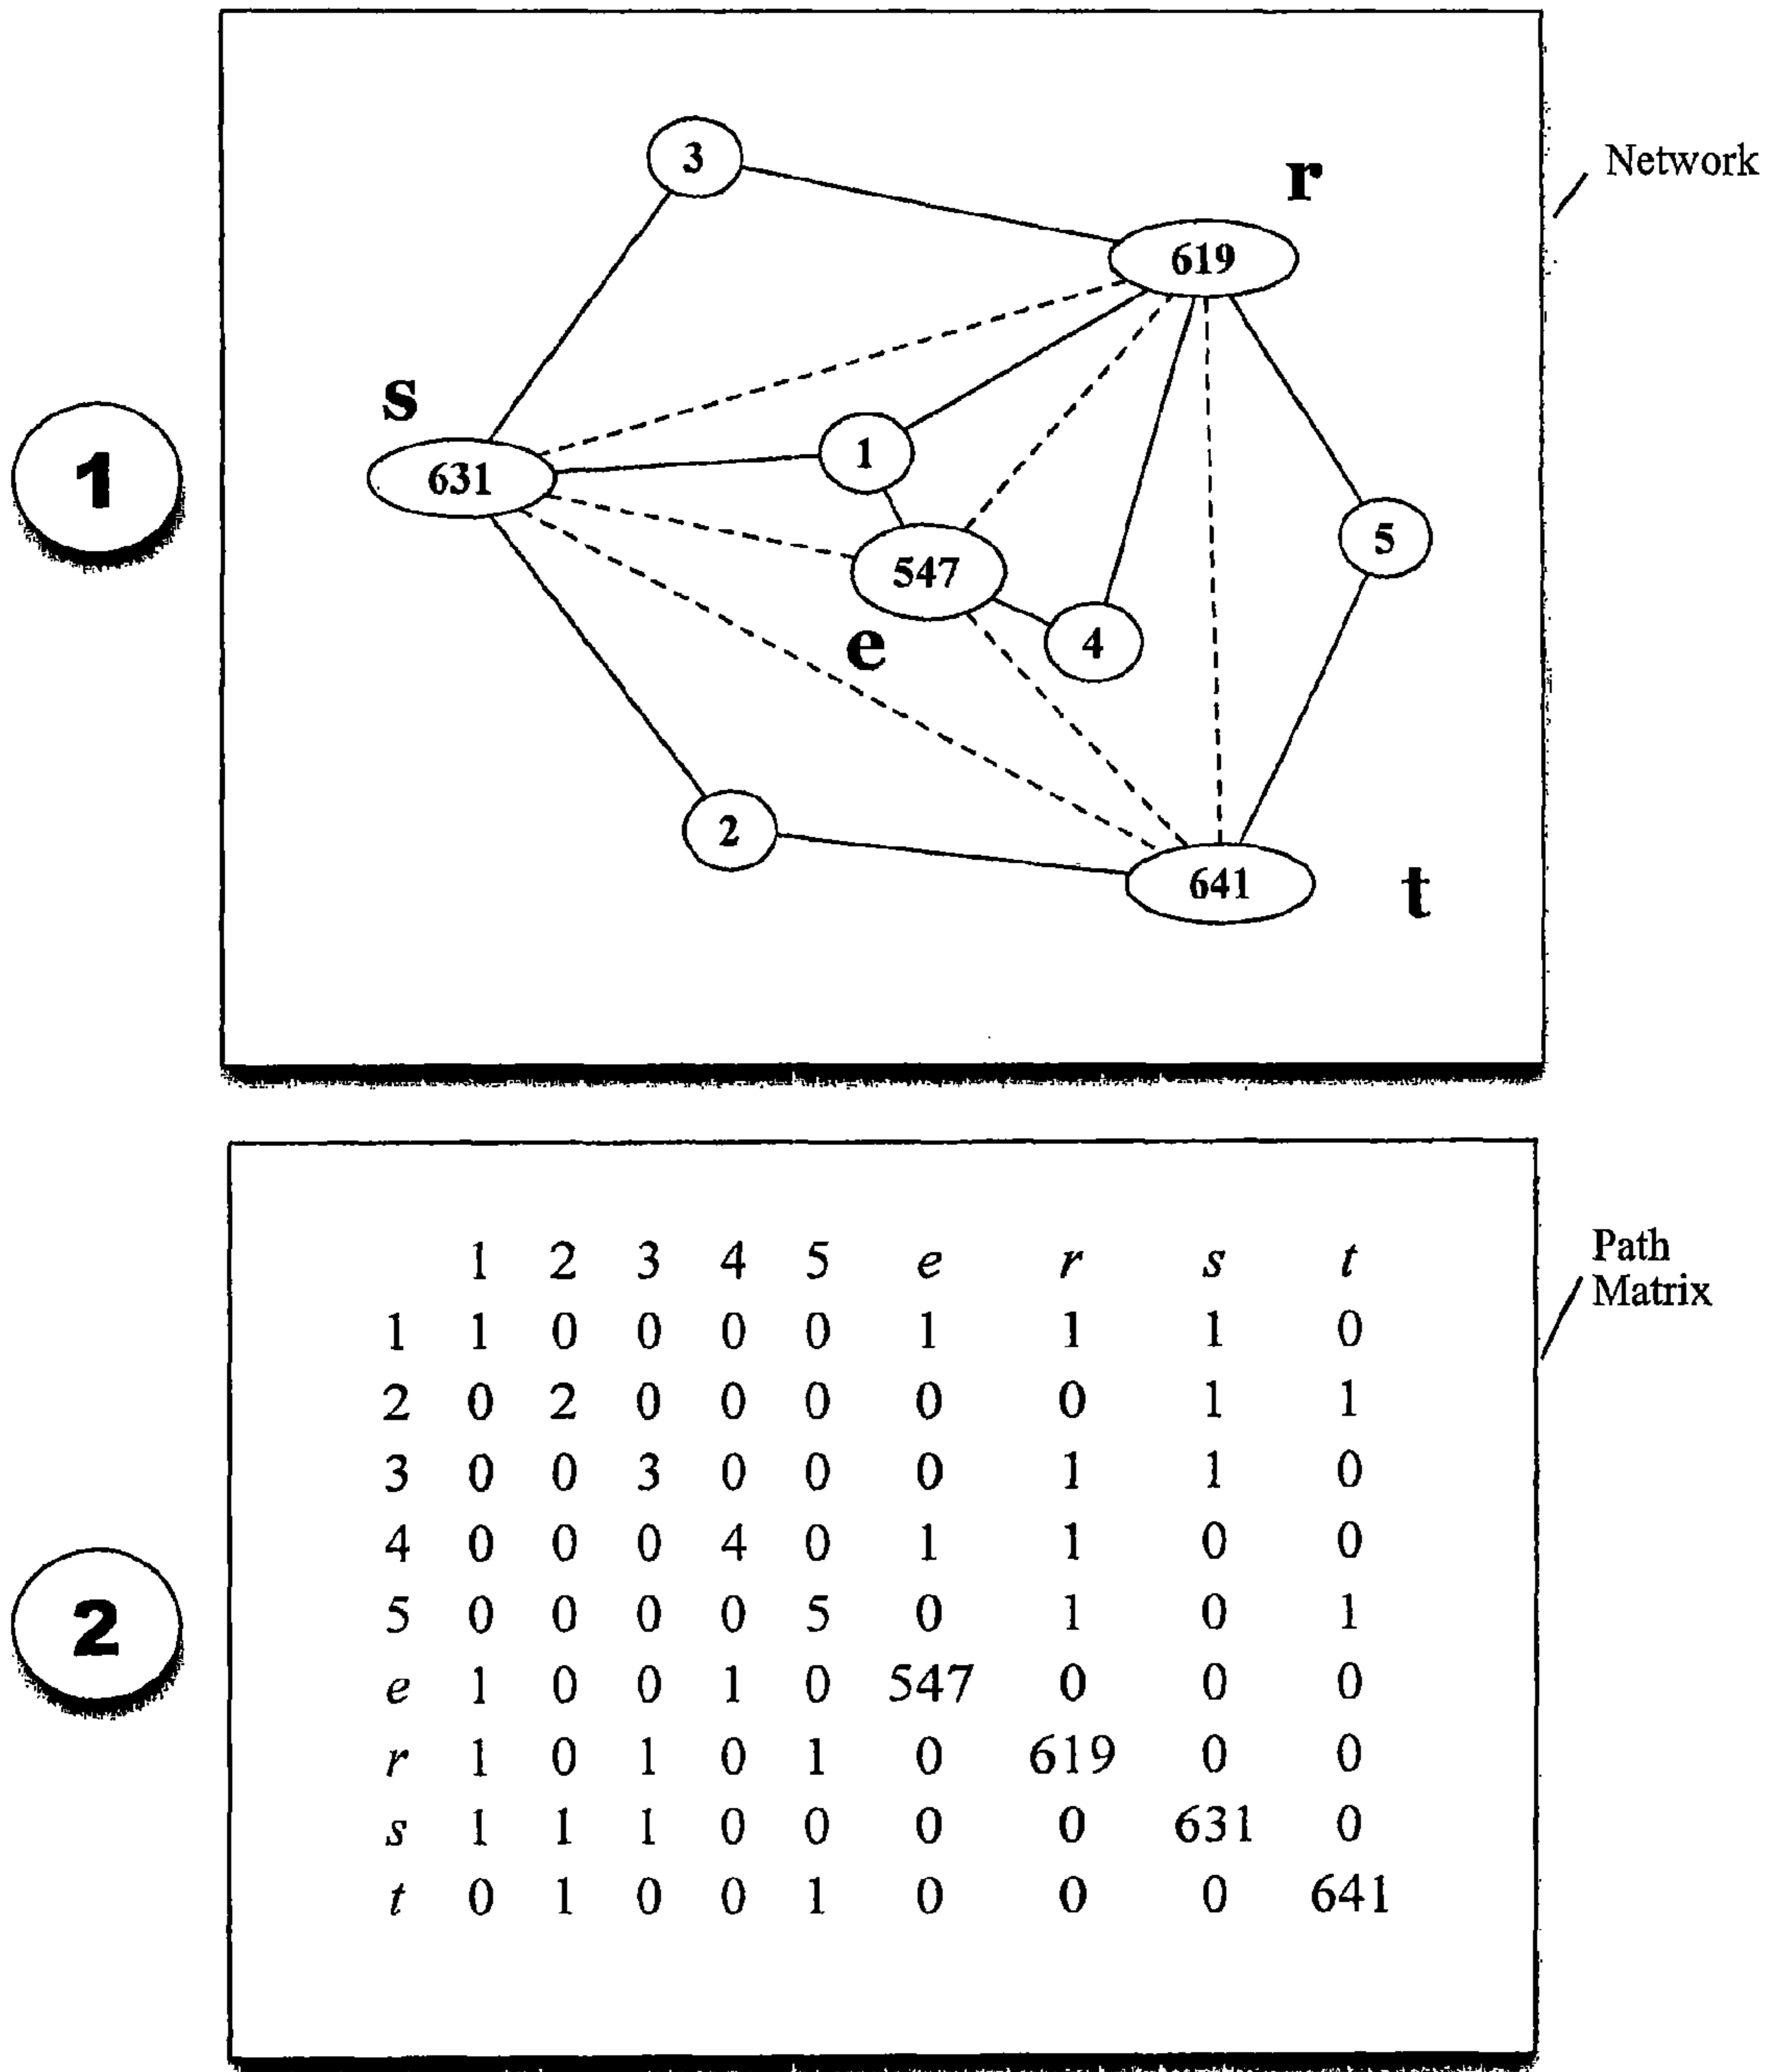 3
r
Network
619
s
1
1
631
5
547
4
e
2
641
t
1 2 3 4 5 e r s t
Path
Matrix
1 1 0 0 0 0 1 1 1 0
2 0 2 0 0 0 0 0 1 1
3 0 0 3 0 0 0 1 1 0
4 0 0 0 4 0 1 1 0 0
2
5 0 0 0 0 5 0 1 0 1
e 1 0 0 1 0 547 0 0 0
r 1 0 1 0 1 0 619 0 0
s 1 1 1 0 0 0 0 631 0
t 0 1 0 0 1 0 0 0 641